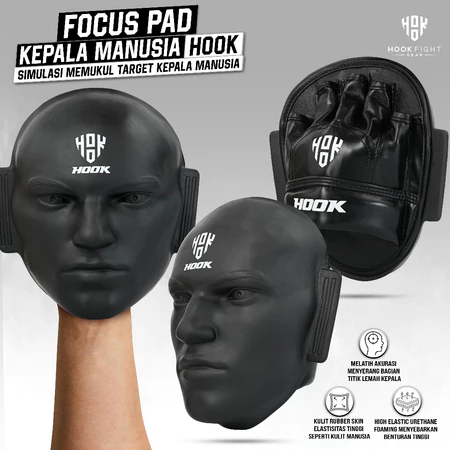 FOCUS PAD
KEPALA MANUSIA HOOK
SIMULASI MEMUKUL TARGET KEPALA MANUSIA
HOOK
HOOK FIGHT
GEAR
HOOK
HOOK
HOOK
HOOK
HOOK
HOOK
MELATIH AKURASI
MENYERANG BAGIAN
TITIK LEMAH KEPALA
KULIT RUBBER SKIN
ELASTISITAS TINGGI
SEPERTI KULIT MANUSIA
HIGH ELASTIC URETHANE
FOAMING MENYEBARKAN
BENTURAN TINGGI